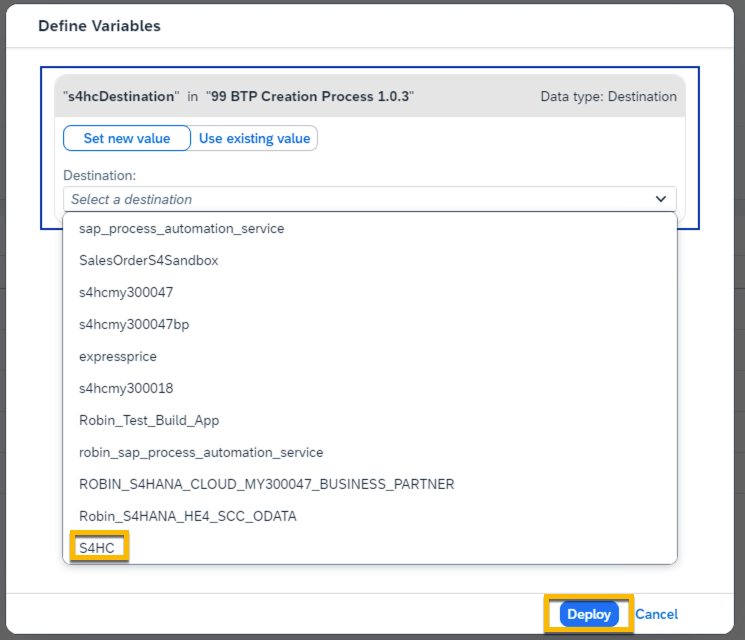 Define Variables
"s4hcDestination" in "99 BTP Creation Process 1.0.3" Data type: Destination
Set new value Use existing value
Destination:
Select a destination
sap_process_automation_service
SalesOrderS4Sandbox
s4hcmy300047
s4hcmy300047bp
expressprice
s4hcmy300018
Robin_Test_Build_App
robin_sap_process_automation_service
ROBIN_S4HANA_CLOUD_MY300047_BUSINESS_PARTNER
Robin_S4HANA_HE4_SCC_ODATA
S4HC
Deploy Cancel